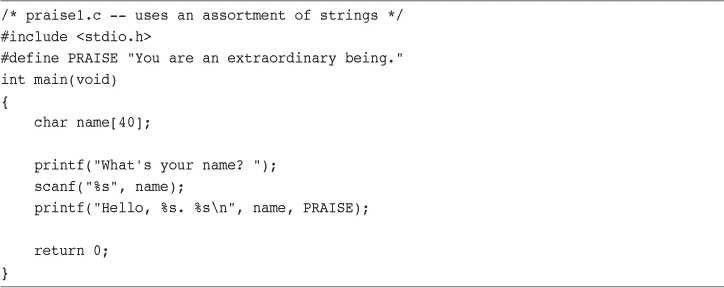 /* praise1.c -- uses an assortment of strings */
#include <stdio.h>
#define PRAISE "You are an extraordinary being."
int main(void)
{
    char name[40];

    printf("What's your name? ");
    scanf("%s", name);
    printf("Hello, %s. %s\n", name, PRAISE);

    return 0;
}